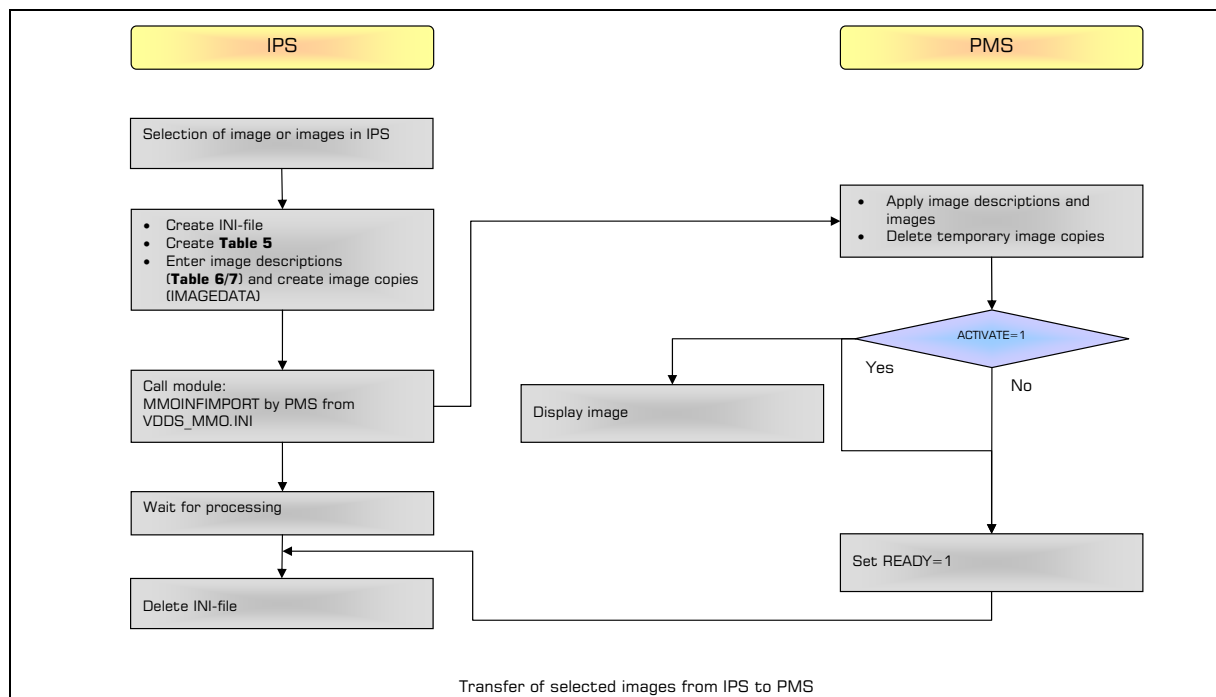 IPS
PMS
Selection of image or images in IPS
• Create INI-file
• Create Table 5
• Enter image descriptions
(Table 6/7) and create image copies
(IMAGEDATA)
Call module:
MMOINFIMPORT by PMS from
VDDS_MMO.INI
Wait for processing
Delete INI-file
• Apply image descriptions and
images
• Delete temporary image copies
ACTIVATE=1
Yes
No
Display image
Set READY=1
Transfer of selected images from IPS to PMS